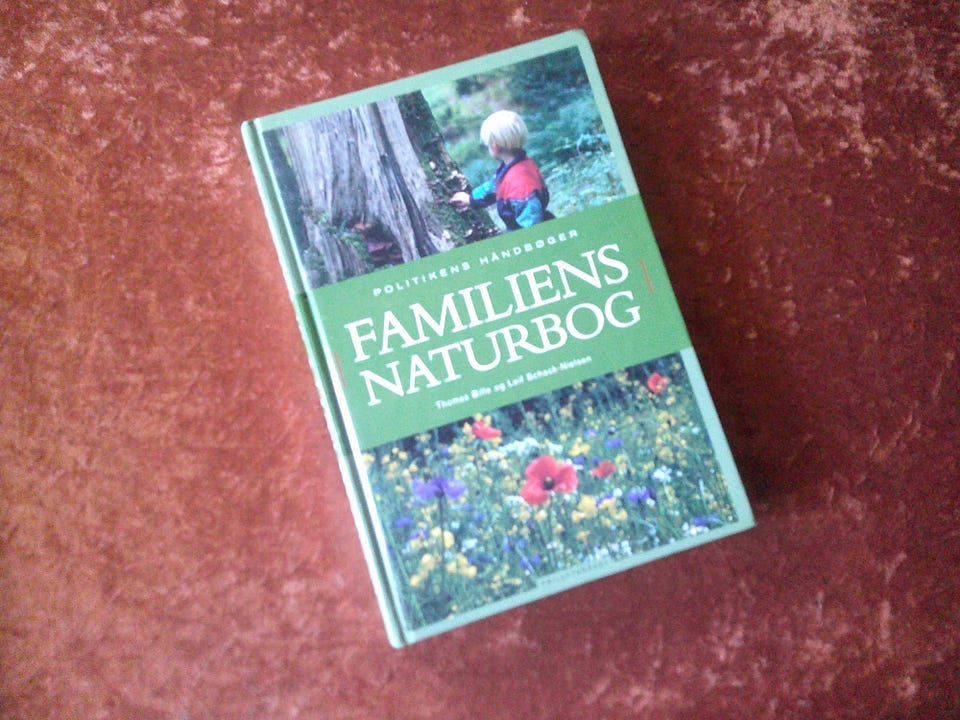 POLITIKENS HÅNDBØGER
FAMILIENS
NATURBOG
Thomas Bille og Leif Schack-Nielsen